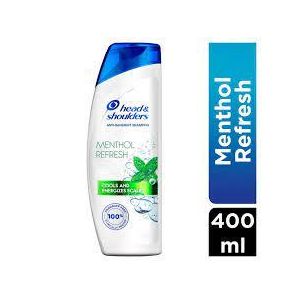 head&
shoulders
ANTI-DANDRUFF SHAMPOO
MENTHOL
REFRESH
COOLS AND
ENERGIZES SCALP
100%
Menthol
Refresh
400
ml